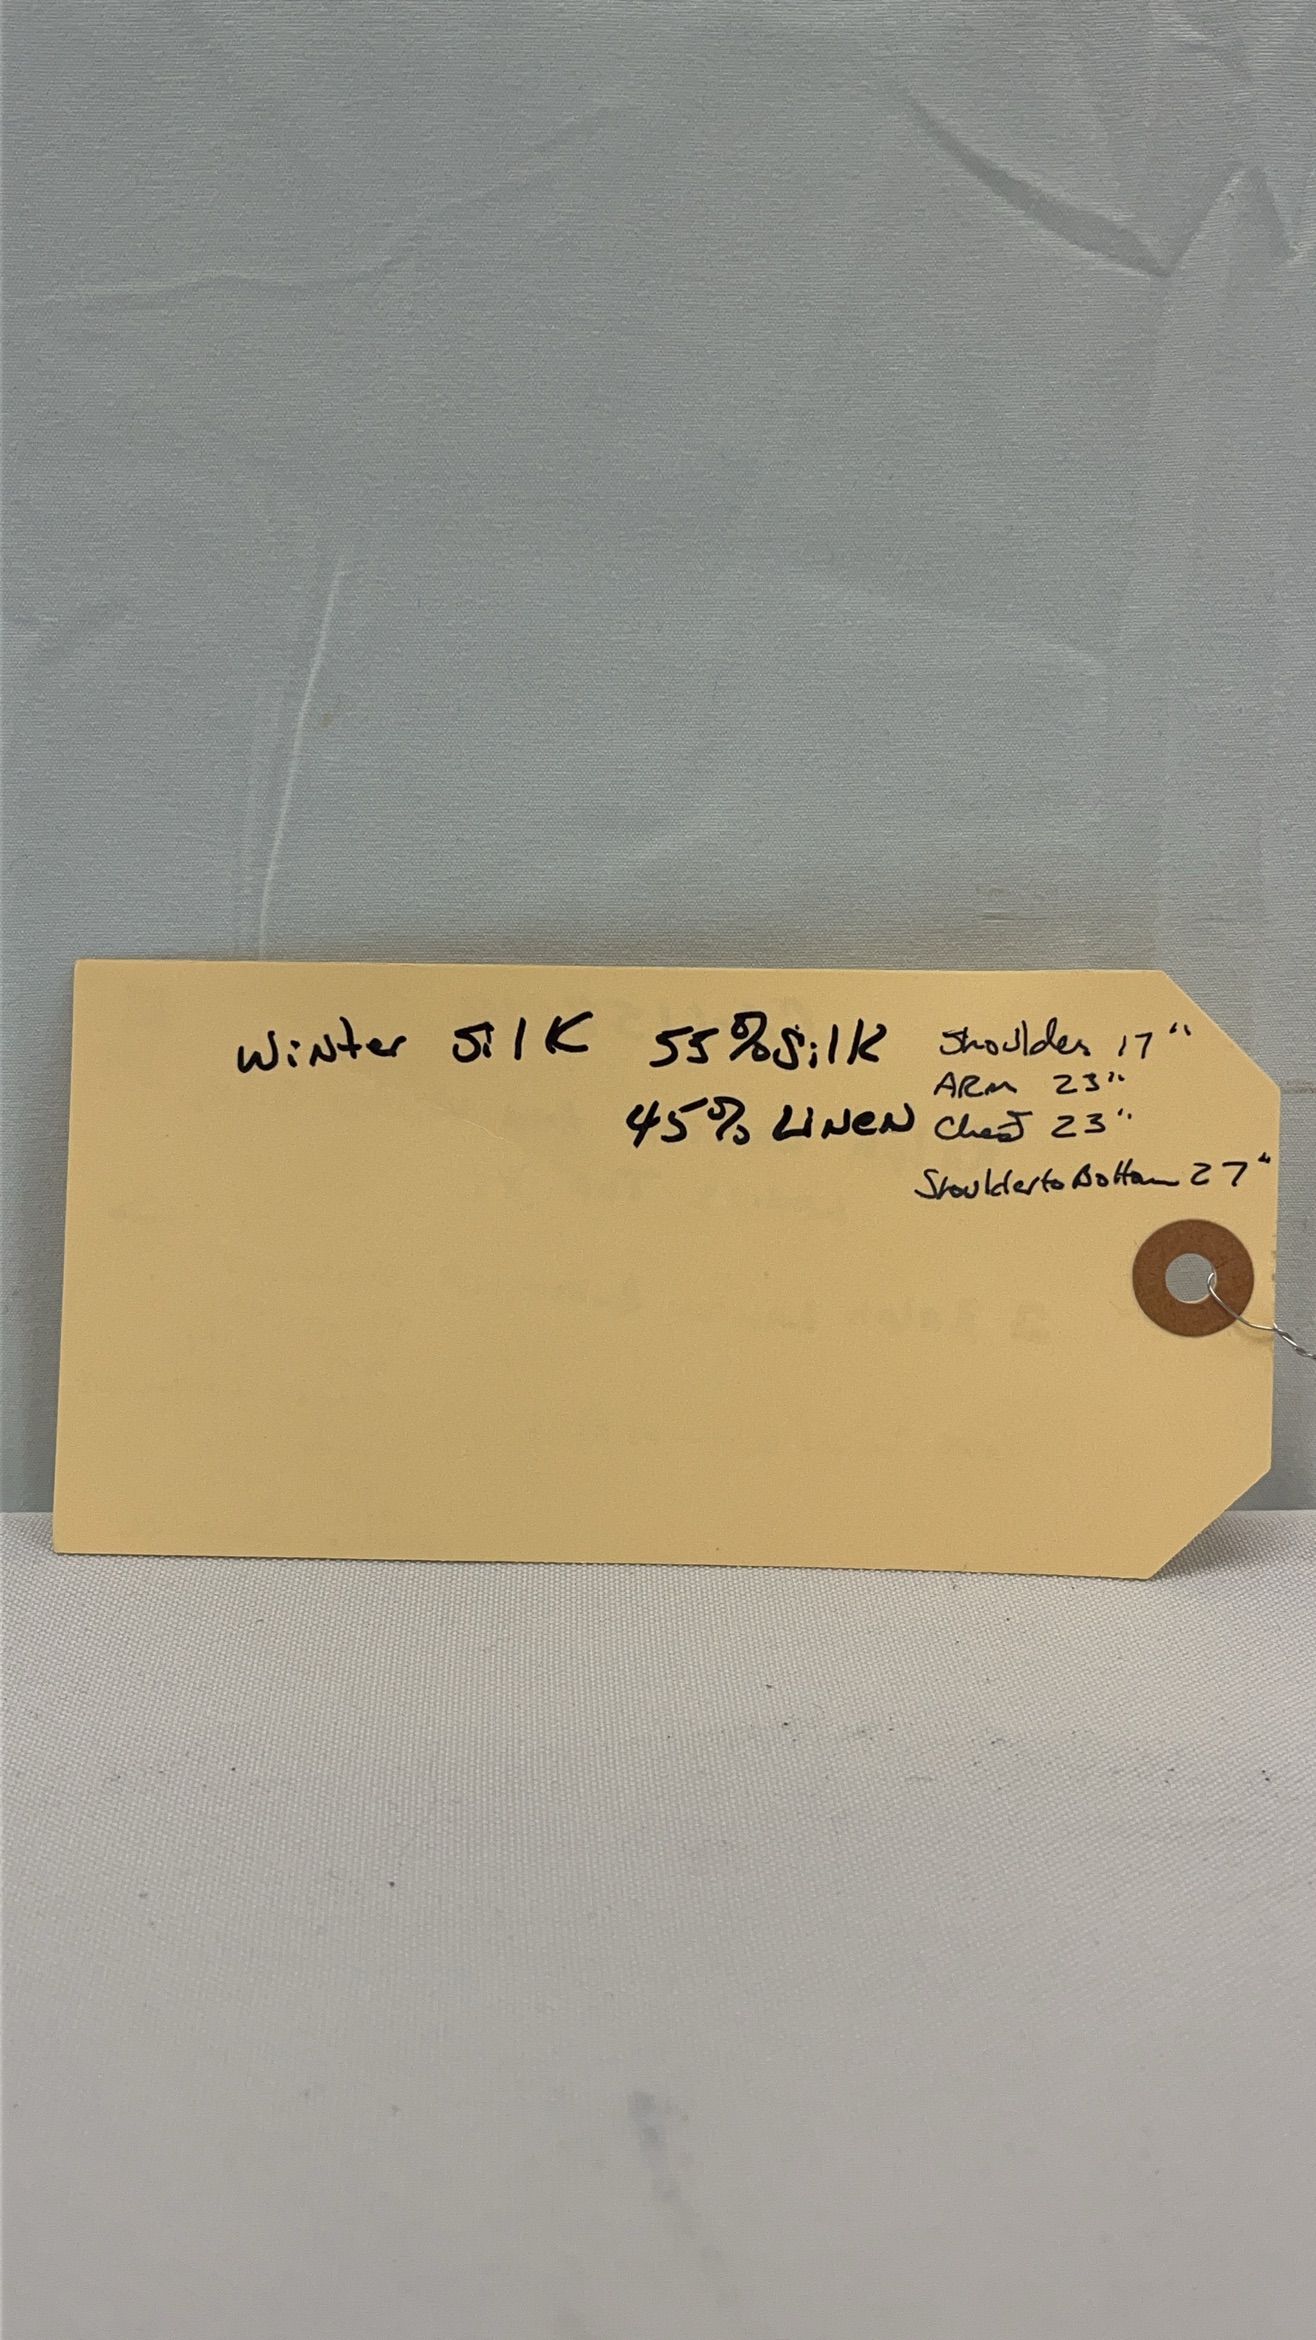 Winter Silk 55% Silk
45% Linen
Shoulder 17"
ARM 23"
Chest 23"
Shoulder to Bottom 27"